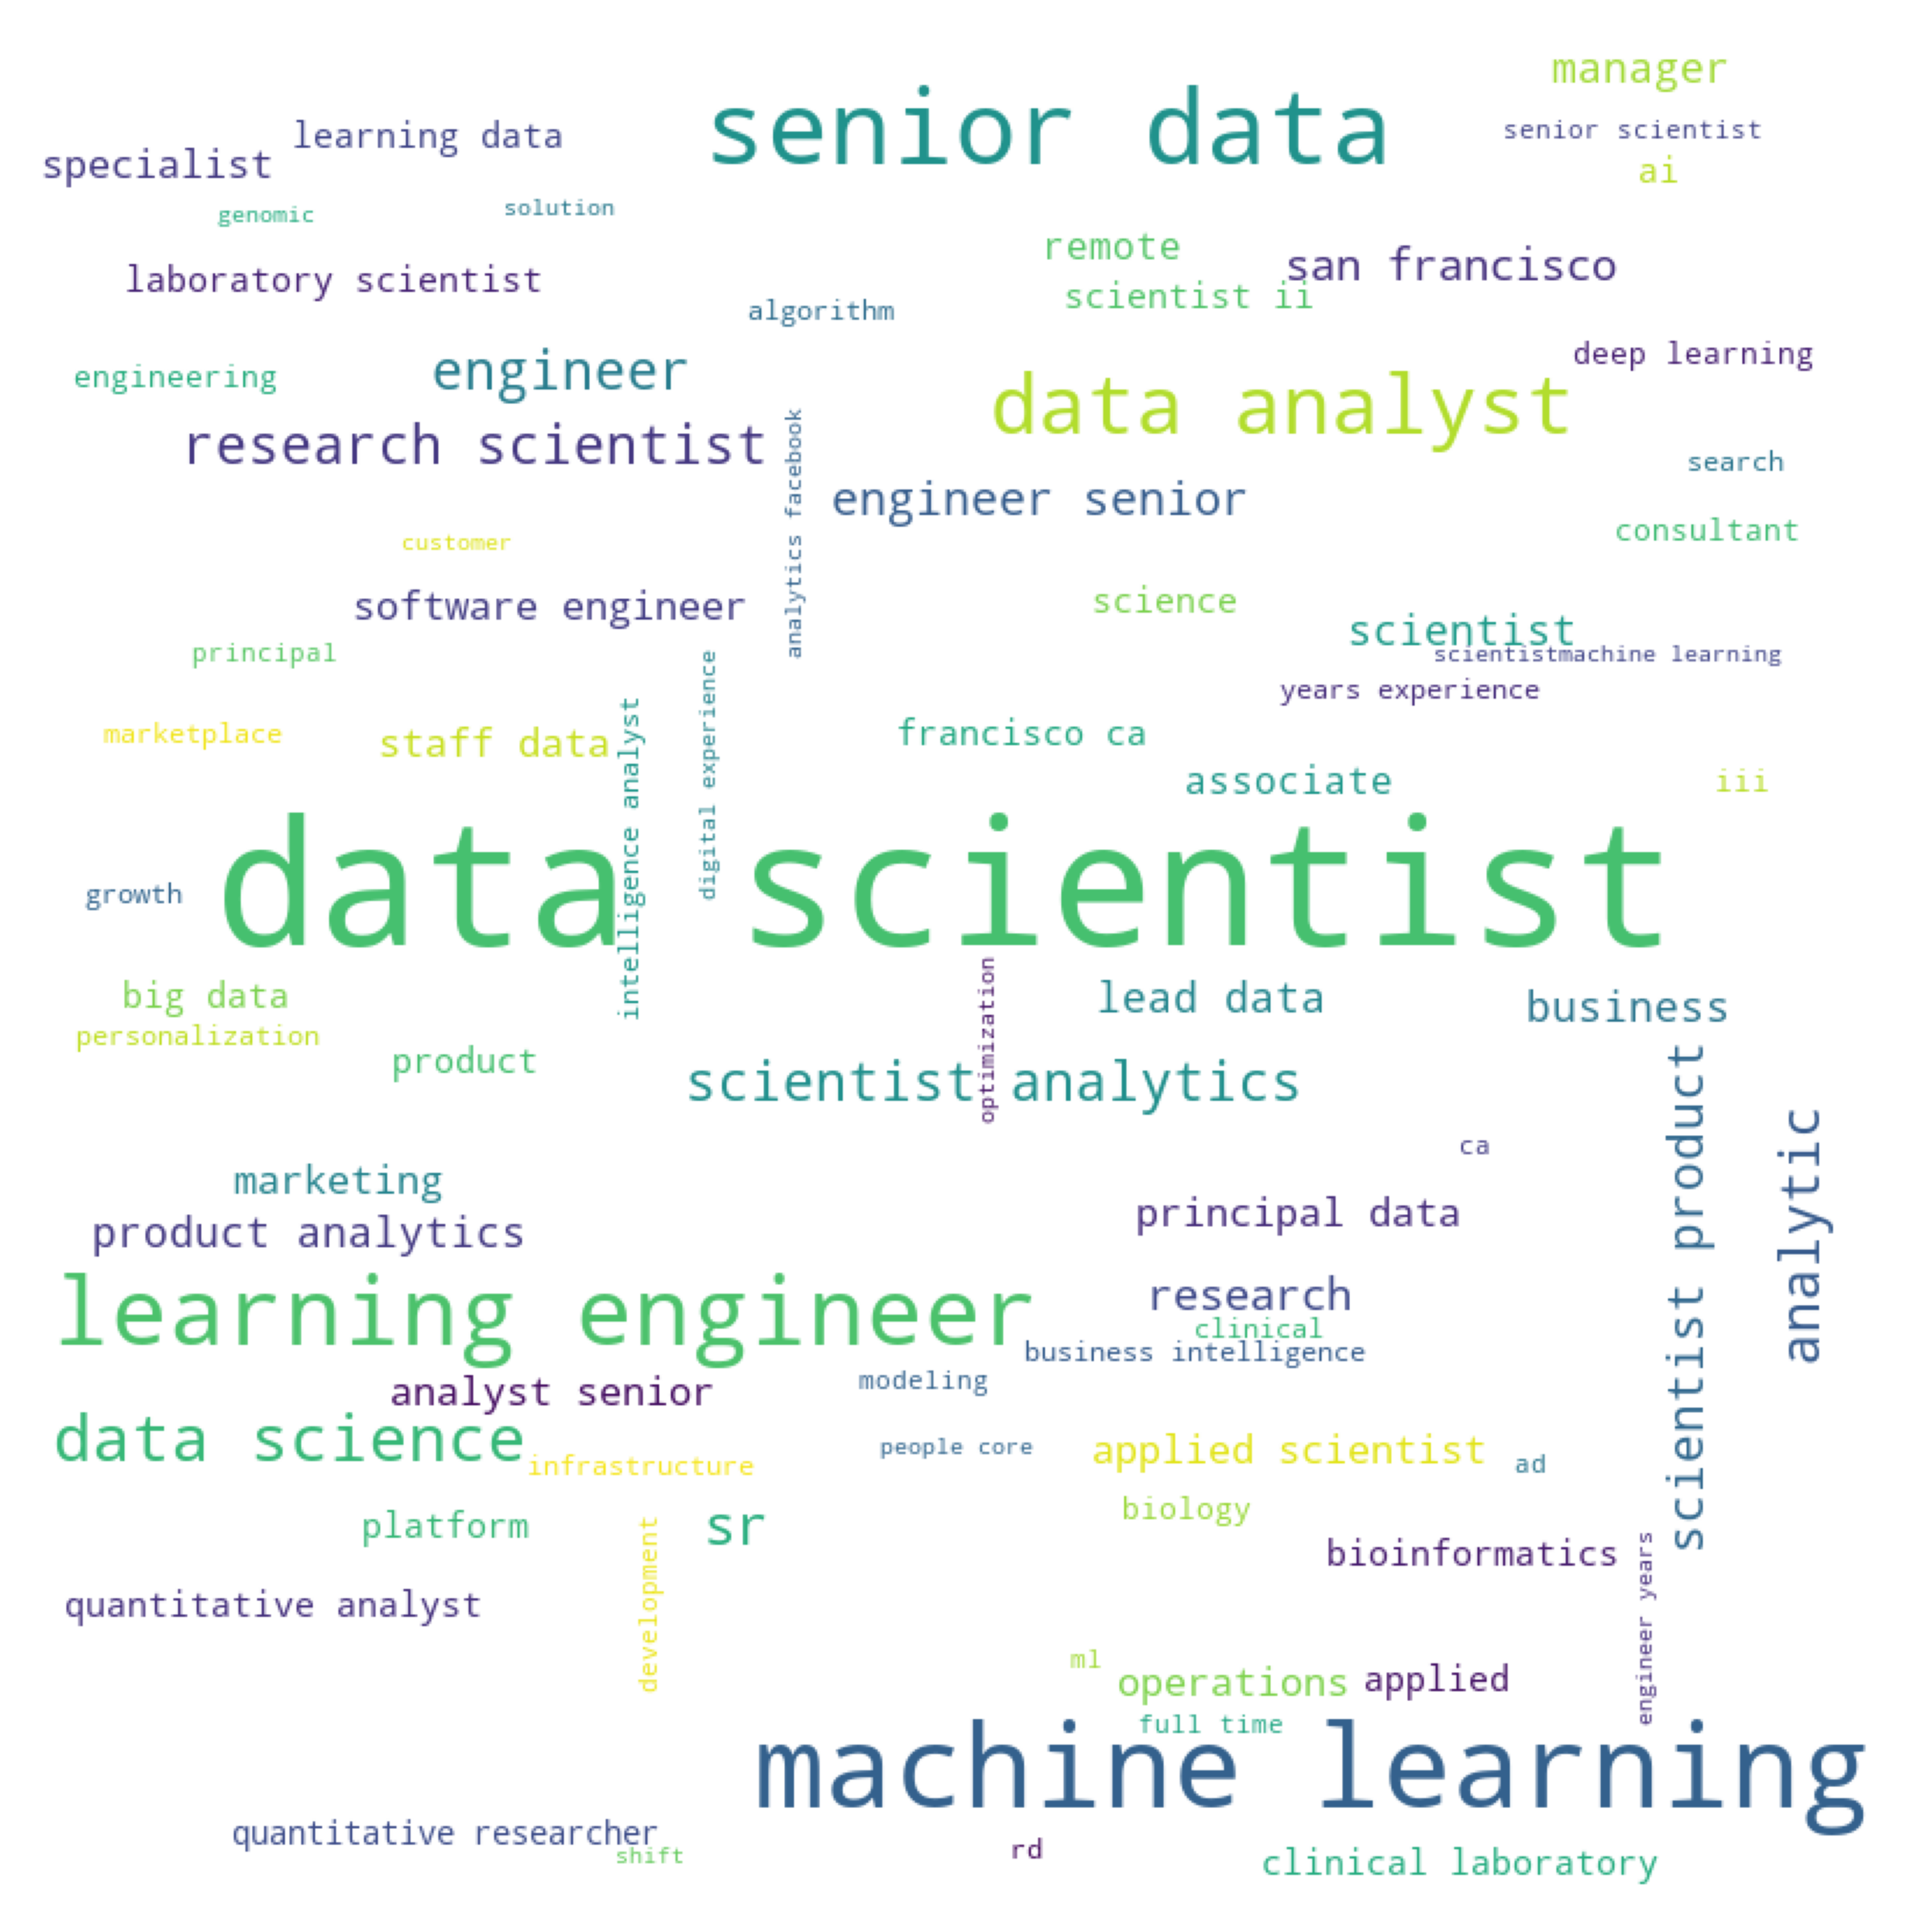 manager
senior data
senior scientist
learning data
specialist
ai
genomic
solution
remote
san francisco
laboratory scientist
scientist ii
algorithm
deep learning
engineer
engineering
data analyst
research scientist
analytics facebook
search
engineer senior
consultant
customer
science
software engineer
scientist
principal
scientistmachine learning
years experience
marketplace
staff data
intelligence analyst
digital experience
francisco ca
associate
iii
data scientist
growth
big data
optimization
lead data
business
personalization
product
scientist analytics
scientist product
analytic
ca
marketing
principal data
product analytics
learning engineer
research
clinical
business intelligence
analyst senior
modeling
data science
infrastructure
people core
applied scientist
ad
biology
platform
sr
development
bioinformatics
engineer years
quantitative analyst
ml
operations
applied
full time
machine learning
quantitative researcher
shift
rd
clinical laboratory